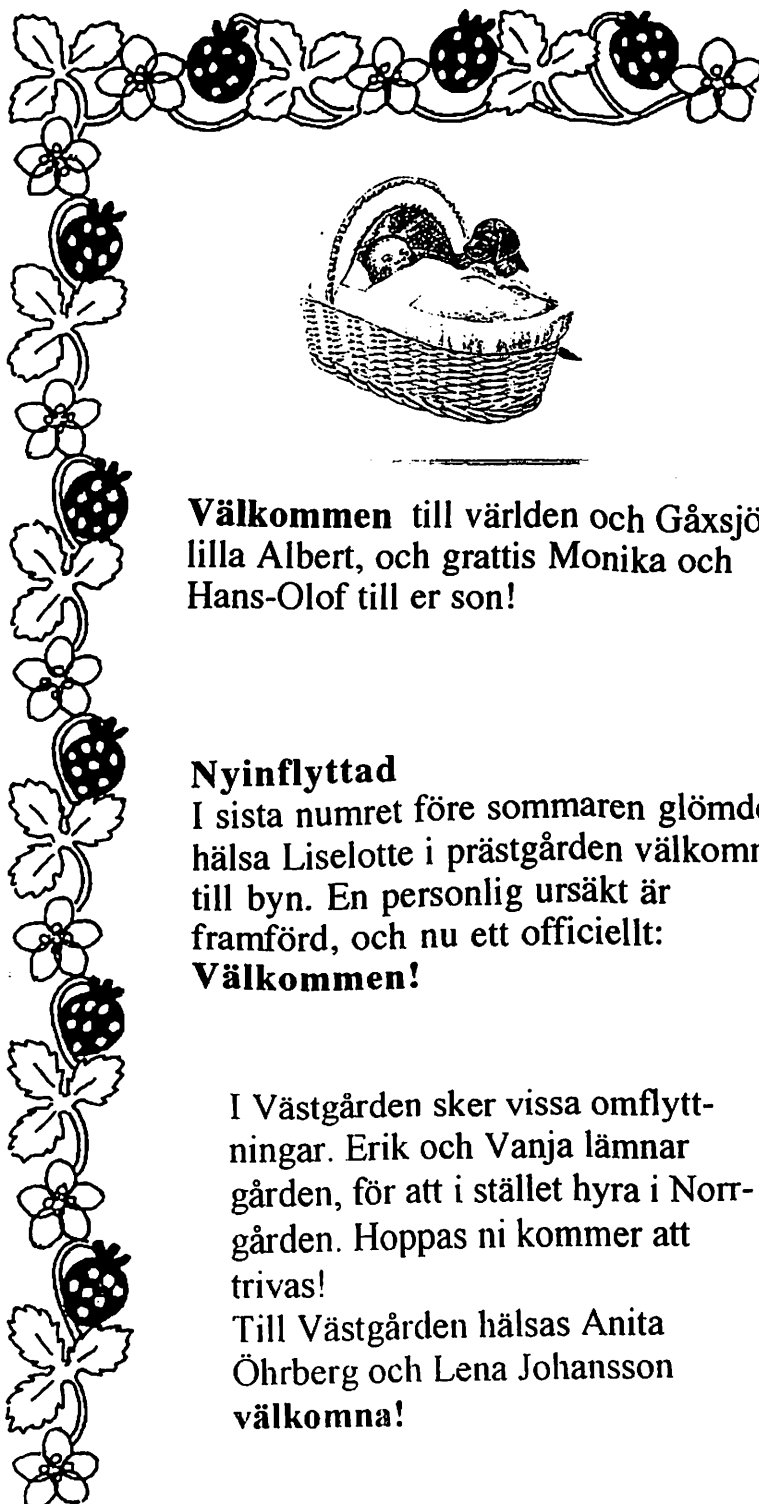 Välkommen till världen och Gåxsjö
lilla Albert, och grattis Monika och
Hans-Olof till er son!
Nyinflyttad
I sista numret före sommaren glömde
hälsa Liselotte i prästgården
till byn. En personlig ursäkt är
framförd, och nu ett officiellt:
Välkommen!
I Västgården sker vissa omflytt-
ningar. Erik och Vanja lämnar
gården, för att i stället hyra i Norr-
gården. Hoppas ni kommer att
trivas!
Till Västgården hälsas Anita
Öhrberg och Lena Johansson
välkomna!